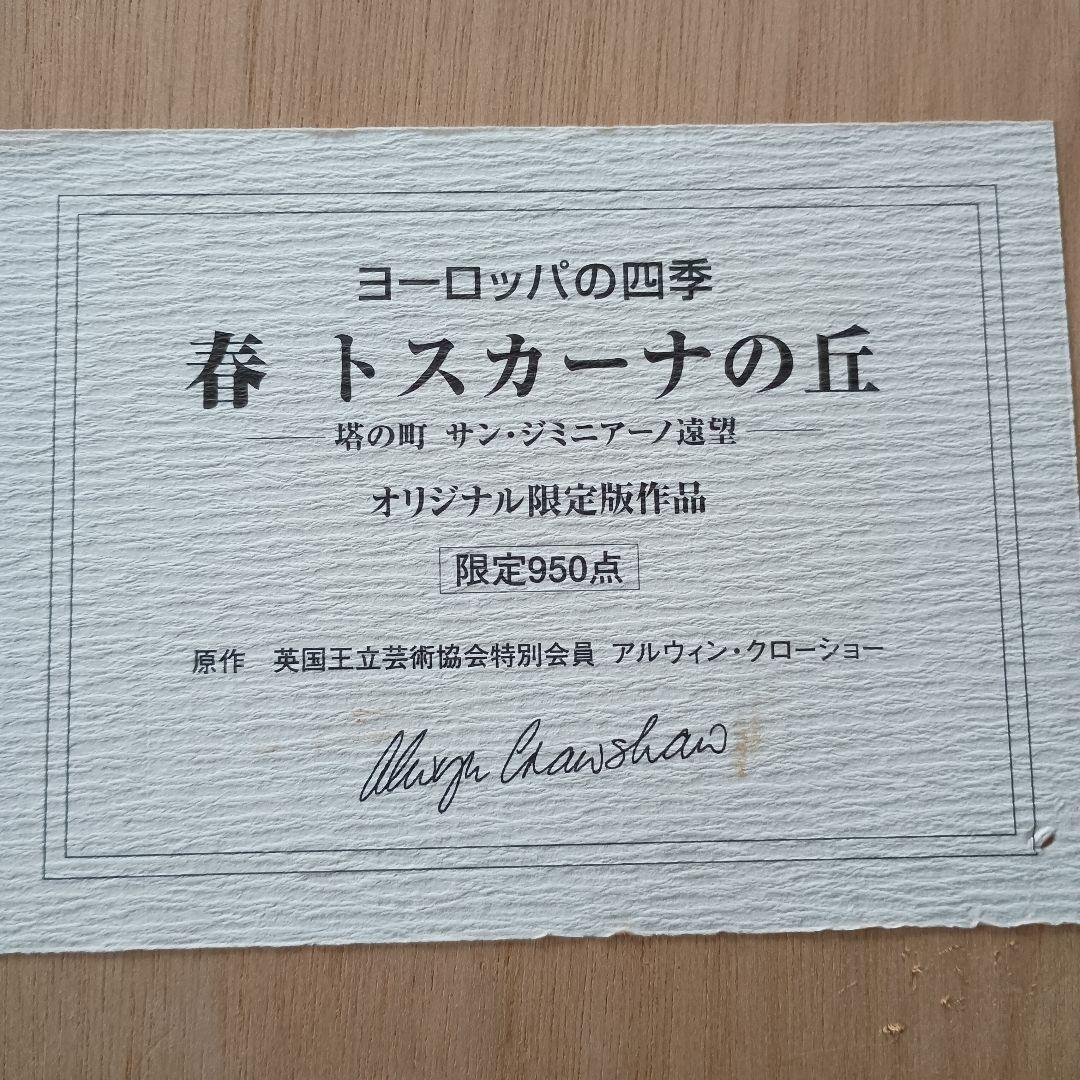 ヨーロッパの四季
春 トスカーナの丘
塔の町 サン・ジミニアーノ遠望
オリジナル限定版作品
限定950点
原作 英国王立芸術協会特別会員 アルウィン・クローショー
Alwyn Crawshaw